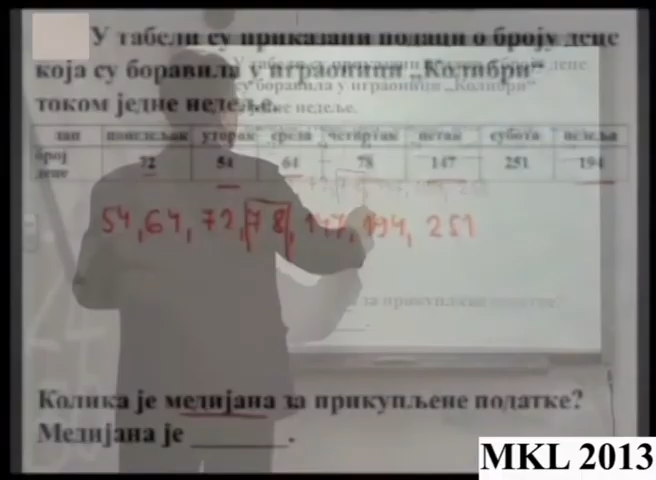 У табели су приказани подаци о броју деце
која су боравила у играоници „Колибри“
током једне недеље.
дан понедељак уторак среда четвртак петак субота недеља
број деце 72 54 64 78 147 251 194
54, 64, 72, 78, 147, 194, 251
Колика је медијана за прикупљене податке?
Медијана је ______.
MKL 2013